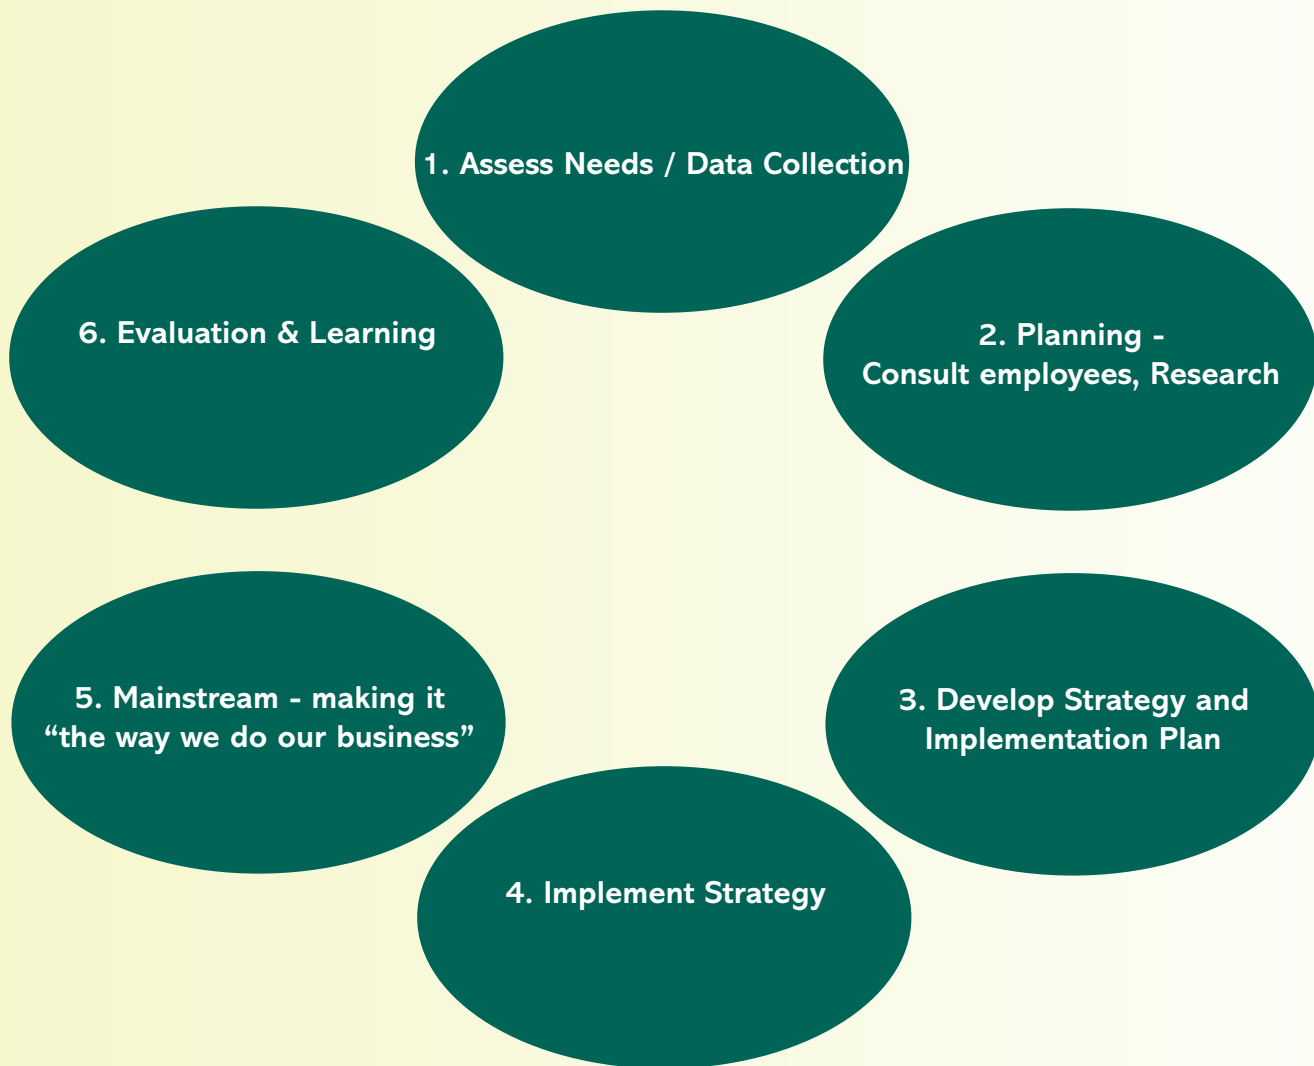 1. Assess Needs / Data Collection
2. Planning -
Consult employees, Research
3. Develop Strategy and
Implementation Plan
4. Implement Strategy
5. Mainstream - making it
“the way we do our business”
6. Evaluation & Learning